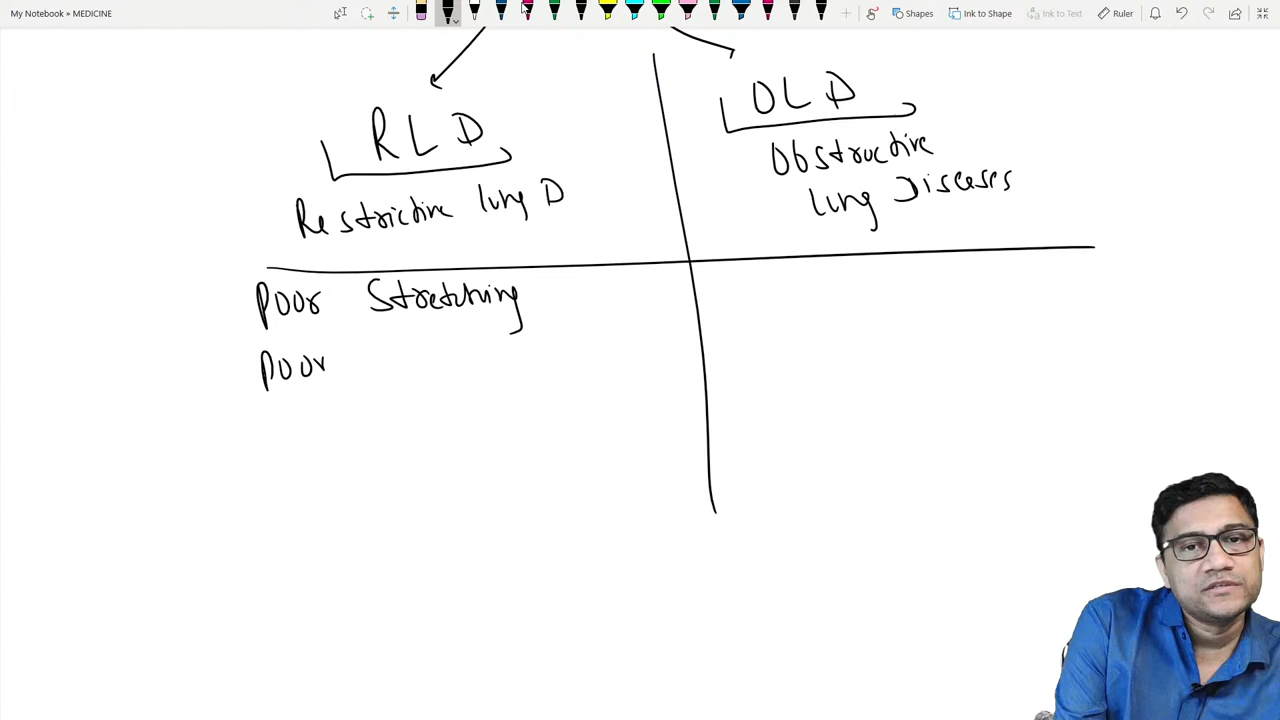 My Notebook » MEDICINE
Shapes
Ink to Shape
Ink to Text
Ruler
RLD
Restrictive lung D
OLD
Obstructive
lung Diseases
Poor Stretching
Poor